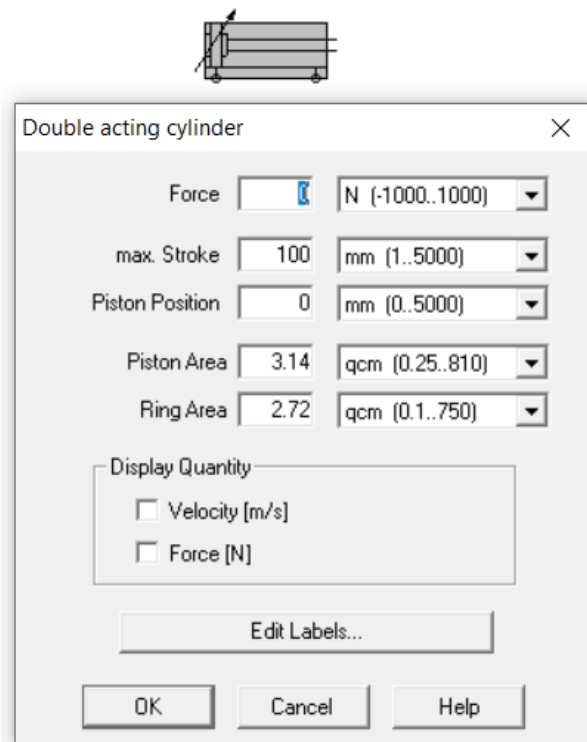 Double acting cylinder
Force 0 N (-1000..1000)
max. Stroke 100 mm (1..5000)
Piston Position 0 mm (0..5000)
Piston Area 3.14 qcm (0.25..810)
Ring Area 2.72 qcm (0.1..750)
Display Quantity
Velocity [m/s]
Force [N]
Edit Labels...
OK Cancel Help